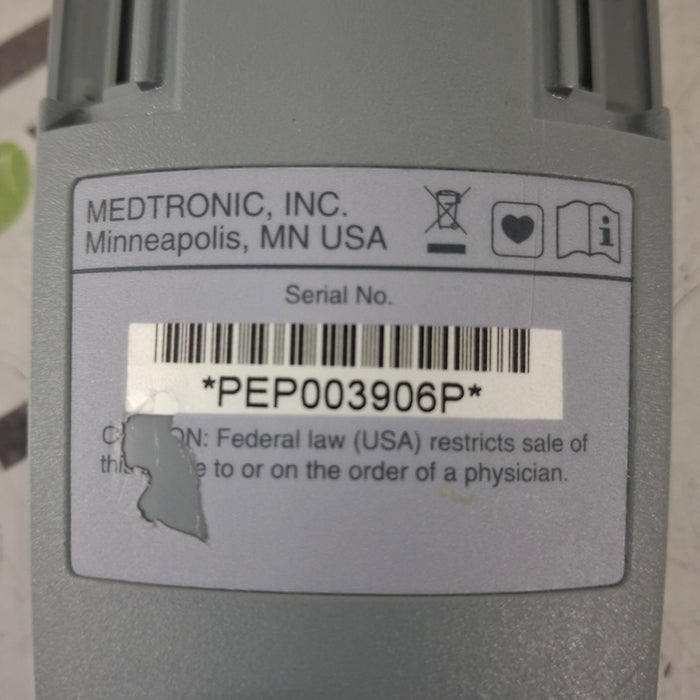 MEDTRONIC, INC.
Minneapolis, MN USA
i
Serial No.
*PEP003906P*
Federal law (USA) restricts sale of
to or on the order of a physician.